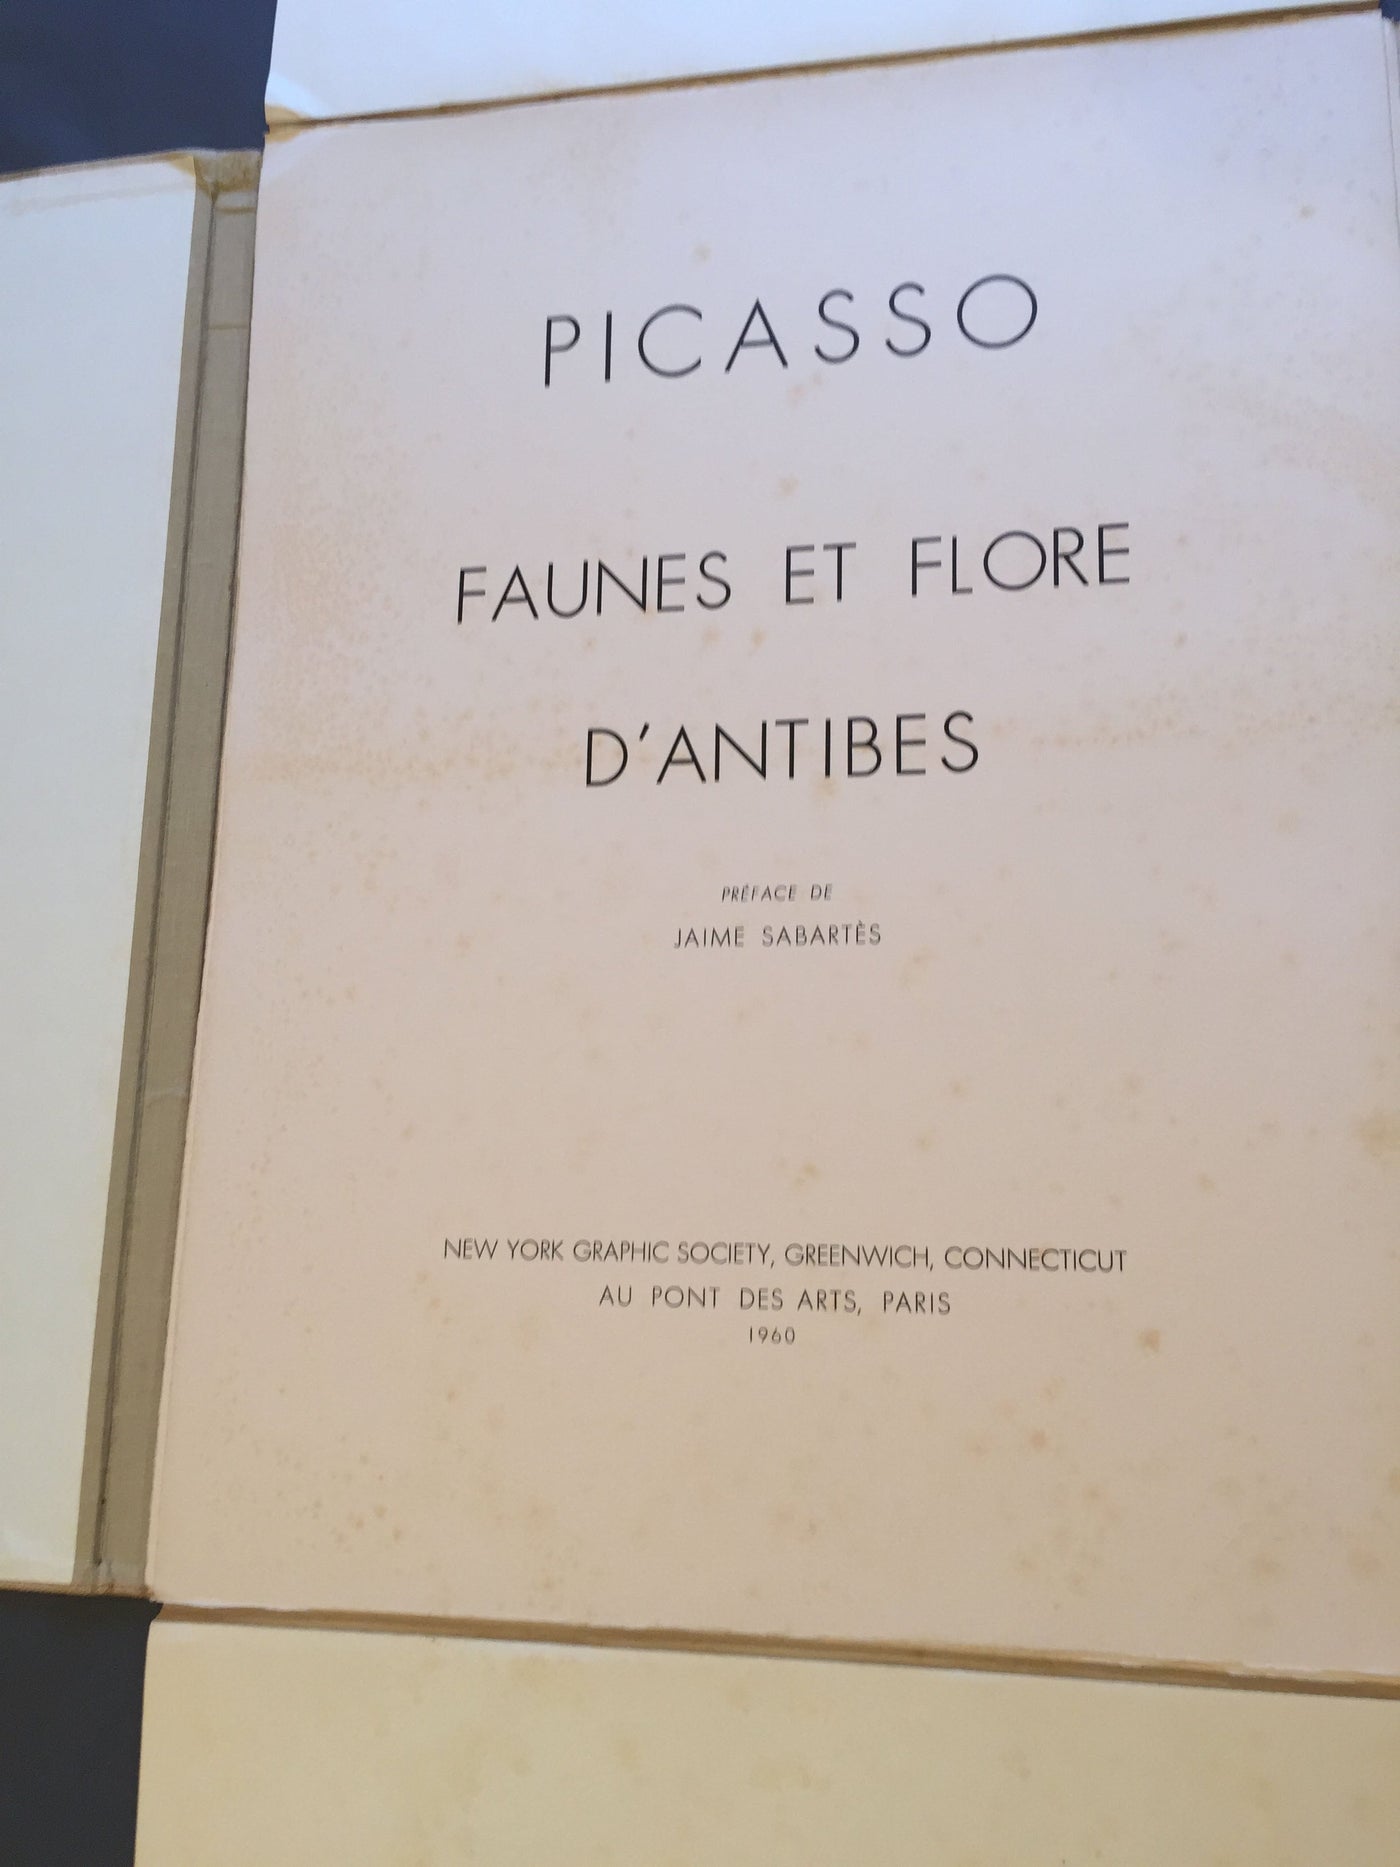 PICASSO
FAUNES ET FLORE
D'ANTIBES
PRÉFACE DE
JAIME SABARTÈS
NEW YORK GRAPHIC SOCIETY, GREENWICH, CONNECTICUT
AU PONT DES ARTS, PARIS
1960